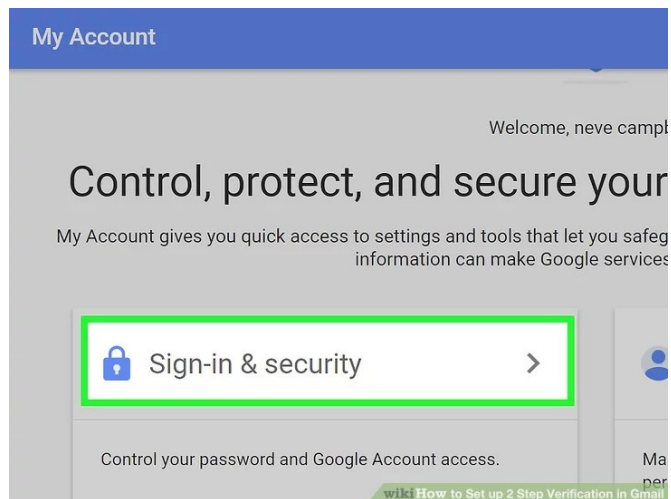 My Account
Welcome, neve campb
Control, protect, and secure your
My Account gives you quick access to settings and tools that let you safeg
information can make Google services
Sign-in & security
Control your password and Google Account access.
Ma
per
wikiHow to Set up 2 Step Verification in Gmail